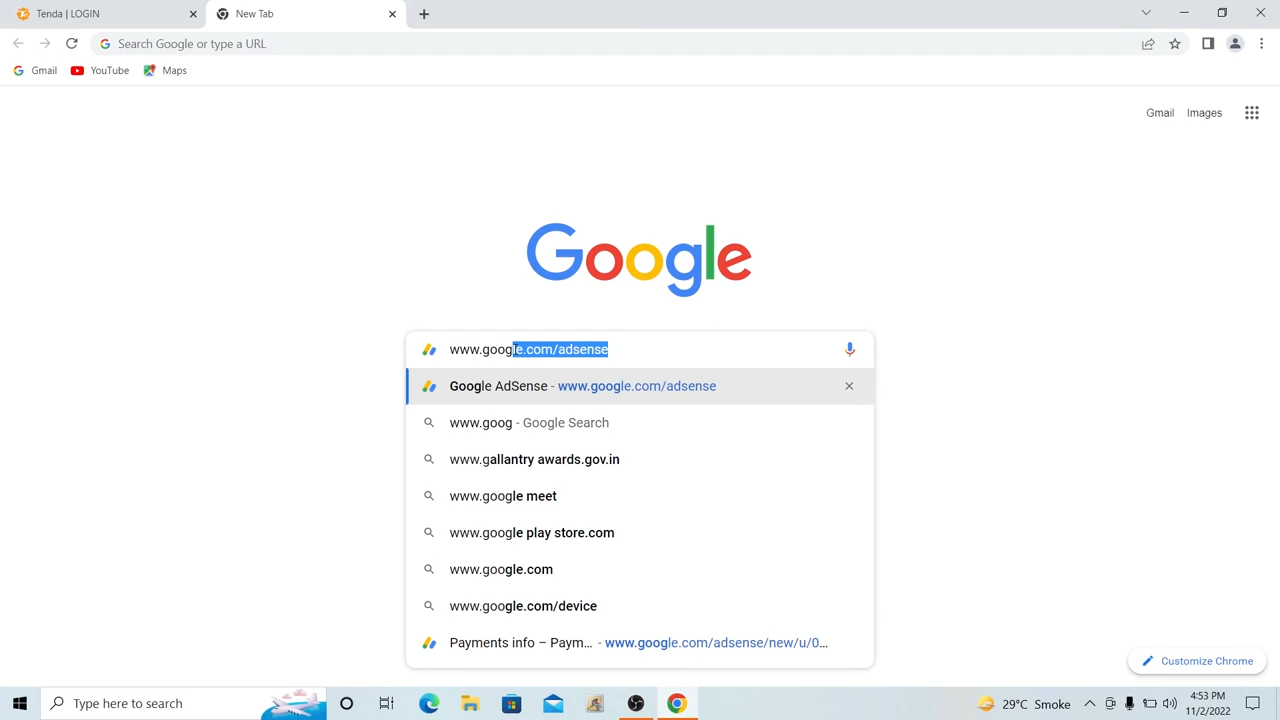 Tenda | LOGIN
New Tab
Search Google or type a URL
Gmail YouTube Maps
Gmail Images
Google
www.google.com/adsense
Google AdSense - www.google.com/adsense
www.goog - Google Search
www.gallantry awards.gov.in
www.google meet
www.google play store.com
www.google.com
www.google.com/device
Payments info – Paym... - www.google.com/adsense/new/u/0...
Customize Chrome
Type here to search
29°C Smoke
4:53 PM
11/2/2022